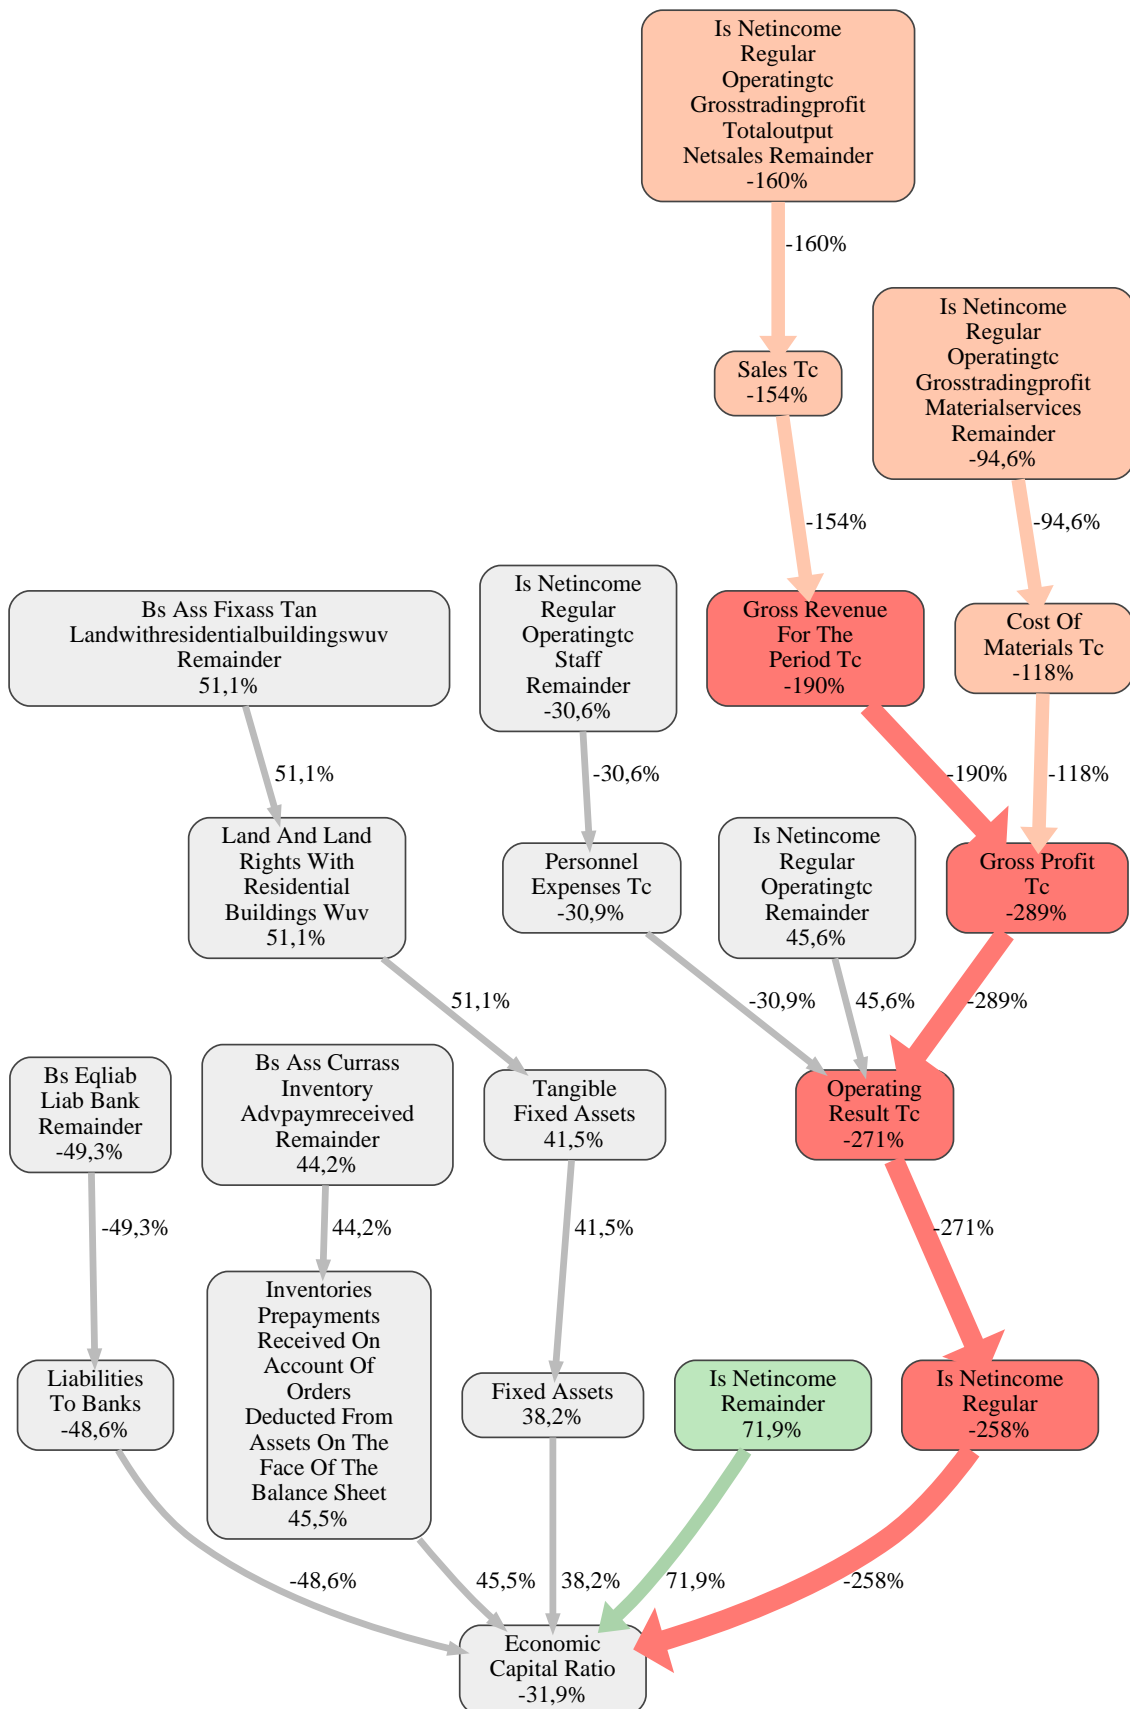 Is Netincome
Regular
Operatingtc
Grosstradingprofit
Totaloutput
Netsales Remainder
-160%
-160%
Is Netincome
Regular
Operatingtc
Grosstradingprofit
Materialservices
Remainder
-94,6%
Sales Tc
-154%
-154%
-94,6%
Bs Ass Fixass Tan
Landwithresidentialbuildingswuv
Remainder
51,1%
Is Netincome
Regular
Operatingtc
Staff
Remainder
-30,6%
Gross Revenue
For The
Period Tc
-190%
Cost Of
Materials Tc
-118%
51,1%
-30,6%
-190%
-118%
Land And Land
Rights With
Residential
Buildings Wuv
51,1%
Personnel
Expenses Tc
-30,9%
Is Netincome
Regular
Operatingtc
Remainder
45,6%
Gross Profit
Tc
-289%
51,1%
-30,9%
45,6%
-289%
Bs Eqliab
Liab Bank
Remainder
-49,3%
Bs Ass Currass
Inventory
Advpaymreceived
Remainder
44,2%
Tangible
Fixed Assets
41,5%
Operating
Result Tc
-271%
-49,3%
44,2%
41,5%
-271%
Liabilities
To Banks
-48,6%
Inventories
Prepayments
Received On
Account Of
Orders
Deducted From
Assets On The
Face Of The
Balance Sheet
45,5%
Fixed Assets
38,2%
Is Netincome
Remainder
71,9%
Is Netincome
Regular
-258%
-48,6%
45,5%
38,2%
71,9%
-258%
Economic
Capital Ratio
-31,9%